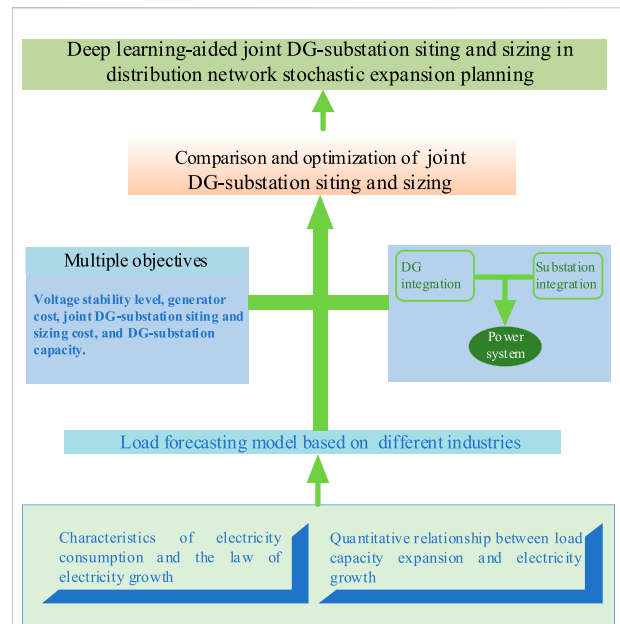 Deep learning-aided joint DG-substation siting and sizing in
distribution network stochastic expansion planning
Comparison and optimization of joint
DG-substation siting and sizing
Multiple objectives
Voltage stability level, generator
cost, joint DG-substation siting and
sizing cost, and DG-substation
capacity.
DG
integration
Substation
integration
Power
system
Load forecasting model based on different industries
Characteristics of electricity
consumption and the law of
electricity growth
Quantitative relationship between load
capacity expansion and electricity
growth